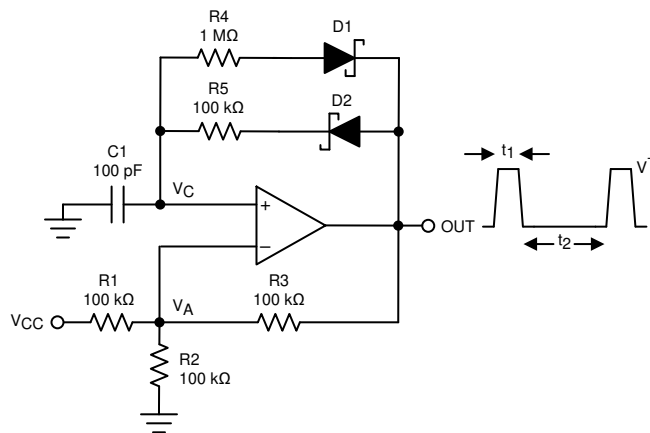 R4
1 MΩ
D1
R5
100 kΩ
D2
C1
100 pF
VC
+
−
OUT
t1
V+
t2
R1
100 kΩ
VCC
VA
R3
100 kΩ
R2
100 kΩ